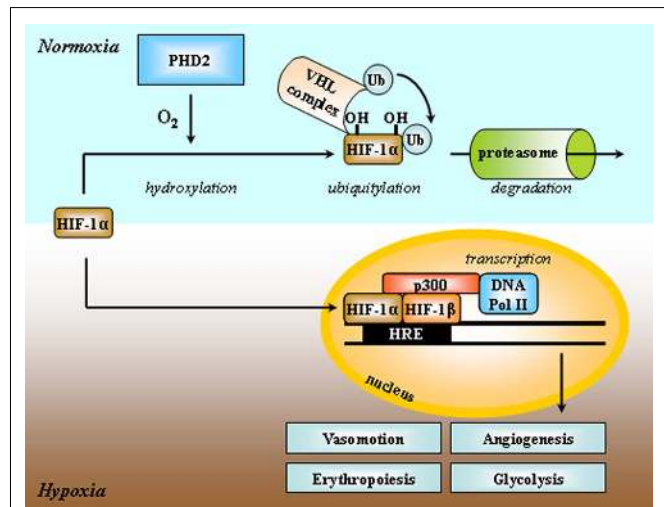 Normoxia
PHD2
O2
VHL
complex
Ub
OH OH
HIF-1α
Ub
proteasome
hydroxylation
ubiquitylation
degradation
HIF-1α
transcription
p300
DNA
Pol II
HIF-1α
HIF-1β
HRE
nucleus
Vasomotion
Angiogenesis
Erythropoiesis
Glycolysis
Hypoxia